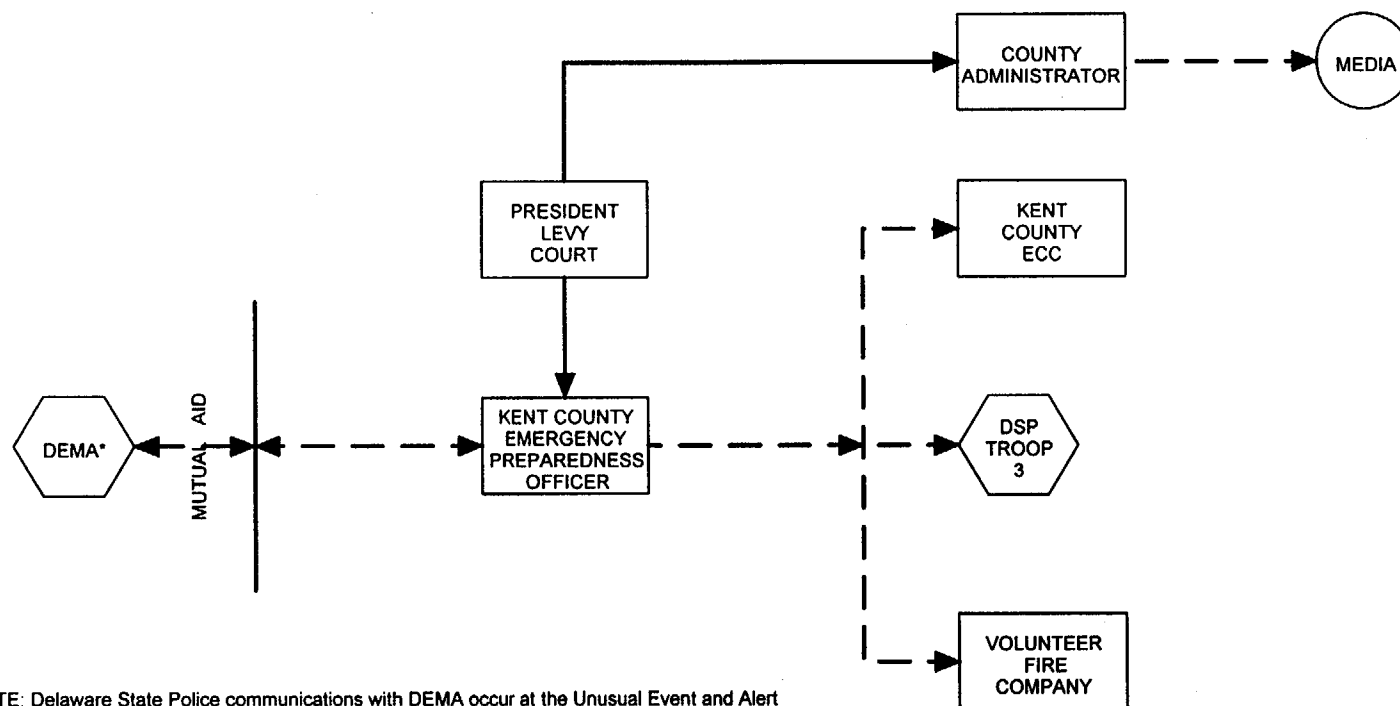 COUNTY
ADMINISTRATOR
MEDIA
PRESIDENT
LEVY
COURT
KENT
COUNTY
ECC
DEMA*
MUTUAL AID
KENT COUNTY
EMERGENCY
PREPAREDNESS
OFFICER
DSP
TROOP
3
VOLUNTEER
FIRE
COMPANY
TE: Delaware State Police communications with DEMA occur at the Unusual Event and Alert